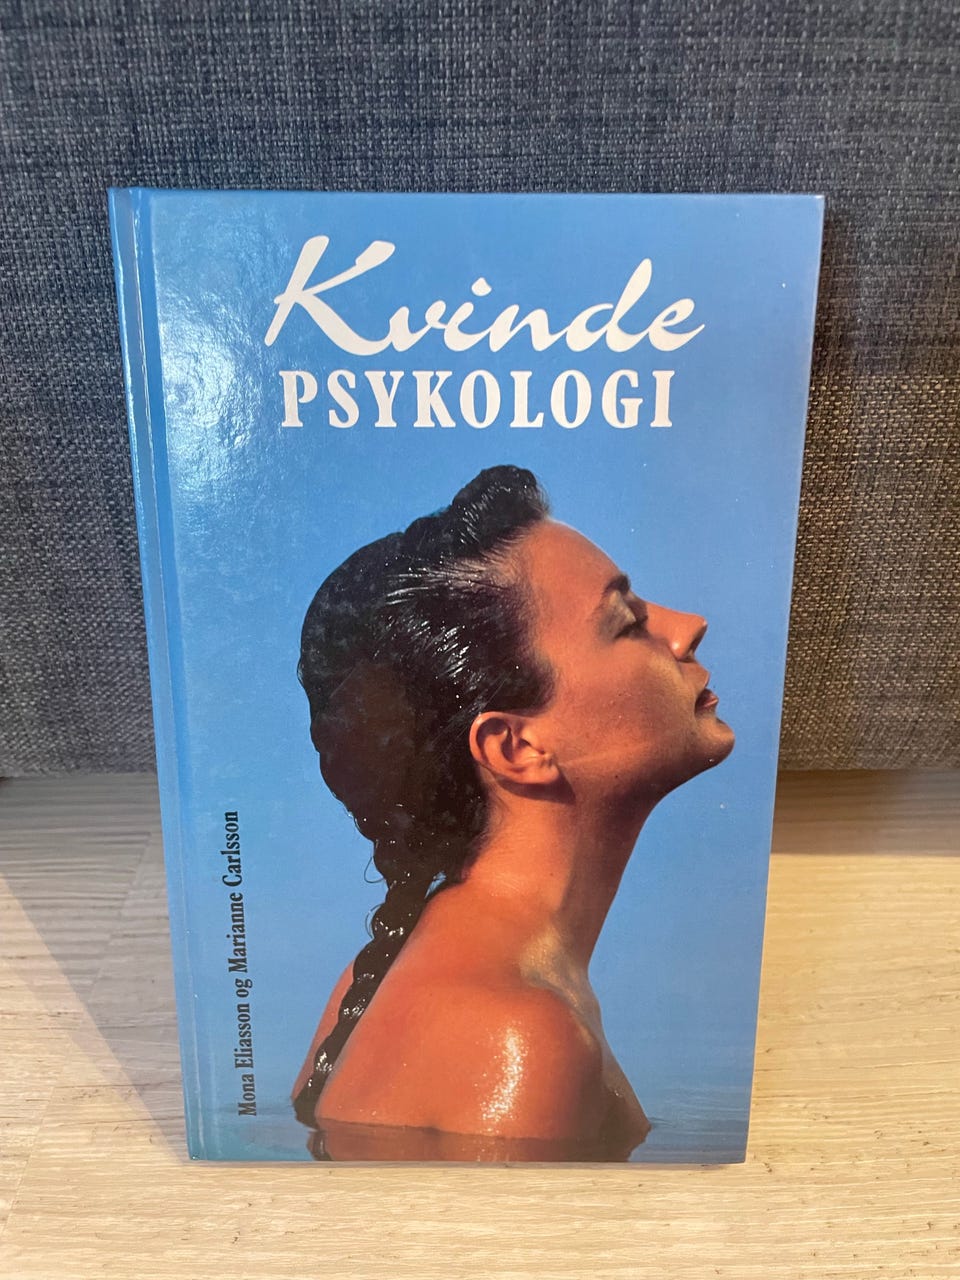 Kvinde
PSYKOLOGI
Mona Eliasson og Marianne Carlsson